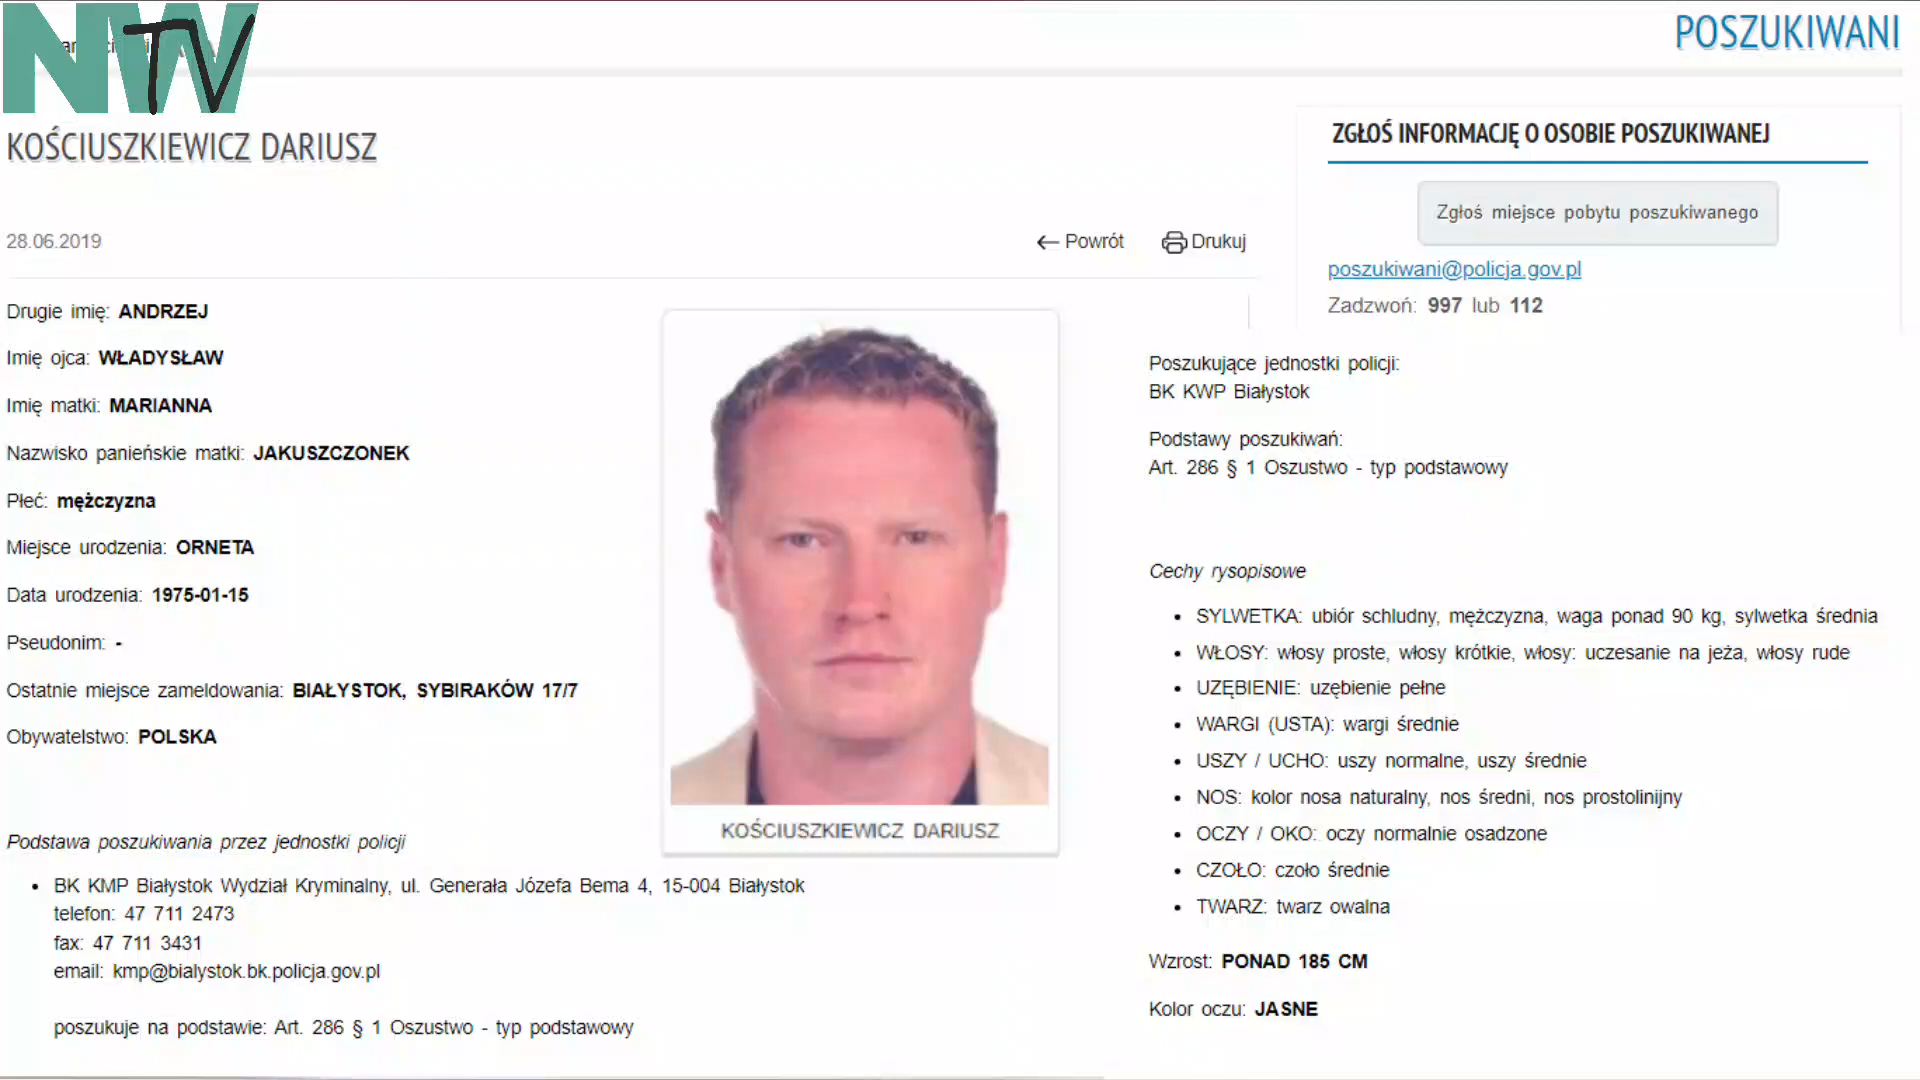 NTW
POSZUKIWANI
KOŚCIUSZKIEWICZ DARIUSZ
28.06.2019
Powrót
Drukuj
Drugie imię: ANDRZEJ
Imię ojca: WŁADYSŁAW
Imię matki: MARIANNA
Nazwisko panieńskie matki: JAKUSZCZONEK
Płeć: mężczyzna
Miejsce urodzenia: ORNETA
Data urodzenia: 1975-01-15
Pseudonim: -
Ostatnie miejsce zameldowania: BIAŁYSTOK, SYBIRAKÓW 17/7
Obywatelstwo: POLSKA
Podstawa poszukiwania przez jednostki policji
• BK KMP Białystok Wydział Kryminalny, ul. Generała Józefa Bema 4, 15-004 Białystok
telefon: 47 711 2473
fax: 47 711 3431
email: kmp@bialystok.bk.policja.gov.pl
poszukuje na podstawie: Art. 286 § 1 Oszustwo - typ podstawowy
KOŚCIUSZKIEWICZ DARIUSZ
ZGŁOŚ INFORMACJĘ O OSOBIE POSZUKIWANEJ
Zgłoś miejsce pobytu poszukiwanego
poszukiwani@policja.gov.pl
Zadzwoń: 997 lub 112
Poszukujące jednostki policji:
BK KWP Białystok
Podstawy poszukiwań:
Art. 286 § 1 Oszustwo - typ podstawowy
Cechy rysopisowe
• SYLWETKA: ubiór schludny, mężczyzna, waga ponad 90 kg, sylwetka średnia
• WŁOSY: włosy proste, włosy krótkie, włosy: uczesanie na jeża, włosy rude
• UZĘBIENIE: uzębienie pełne
• WARGI (USTA): wargi średnie
• USZY / UCHO: uszy normalne, uszy średnie
• NOS: kolor nosa naturalny, nos średni, nos prostolinijny
• OCZY / OKO: oczy normalnie osadzone
• CZOŁO: czoło średnie
• TWARZ: twarz owalna
Wzrost: PONAD 185 CM
Kolor oczu: JASNE